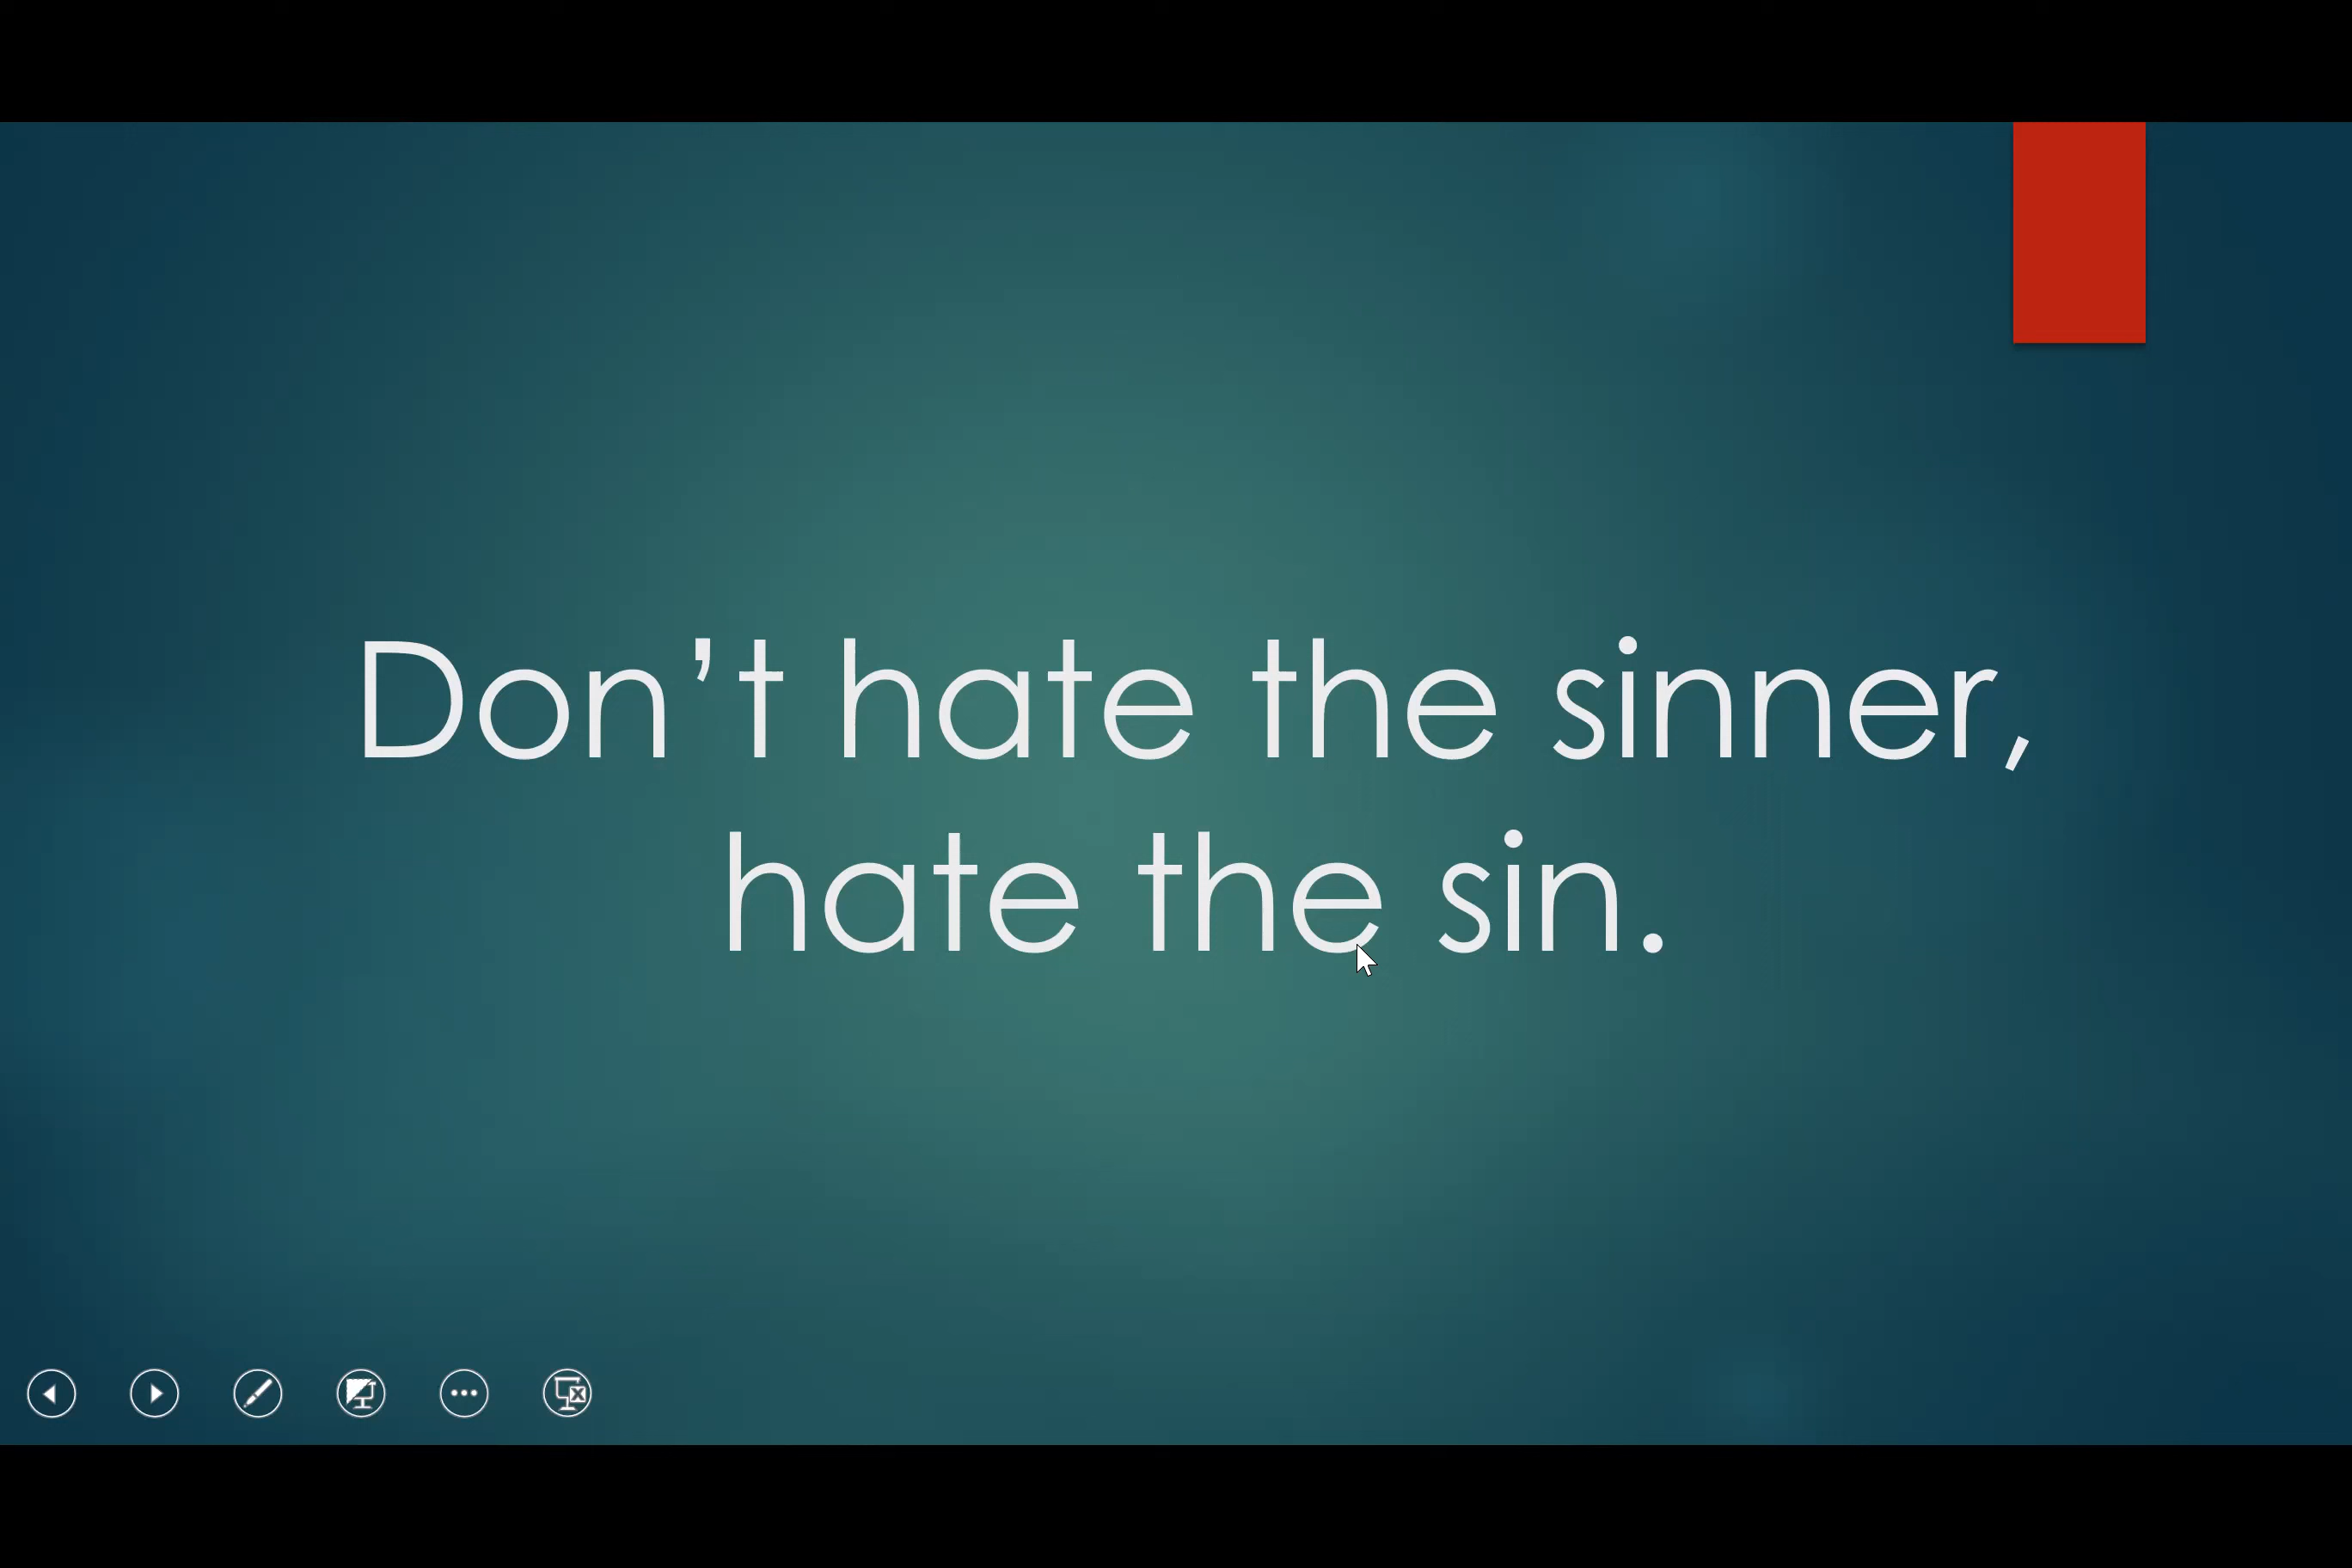 Don’t hate the sinner,
hate the sin.